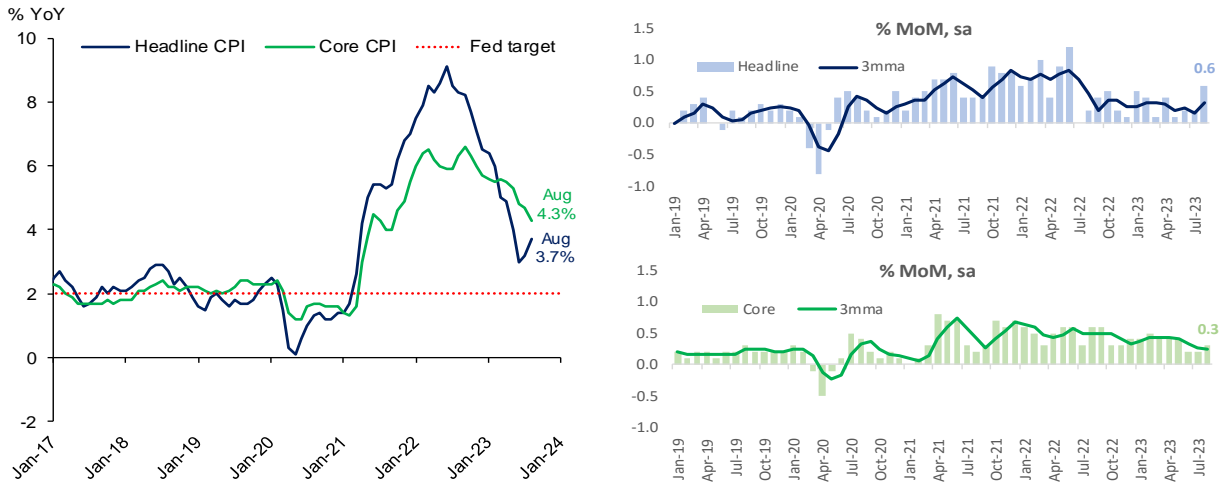 % YoY
Headline CPI Core CPI Fed target
10
8
6
4
2
0
-2
Aug
4.3%
Aug
3.7%
Jan-17 Jan-18 Jan-19 Jan-20 Jan-21 Jan-22 Jan-23 Jan-24
% MoM, sa
Headline 3mma
1.5
1.0
0.5
0.0
-0.5
-1.0
0.6
Jan-19 Apr-19 Jul-19 Oct-19 Jan-20 Apr-20 Jul-20 Oct-20 Jan-21 Apr-21 Jul-21 Oct-21 Jan-22 Apr-22 Jul-22 Oct-22 Jan-23 Apr-23 Jul-23
% MoM, sa
Core 3mma
1.5
1.0
0.5
0.0
-0.5
-1.0
0.3
Jan-19 Apr-19 Jul-19 Oct-19 Jan-20 Apr-20 Jul-20 Oct-20 Jan-21 Apr-21 Jul-21 Oct-21 Jan-22 Apr-22 Jul-22 Oct-22 Jan-23 Apr-23 Jul-23